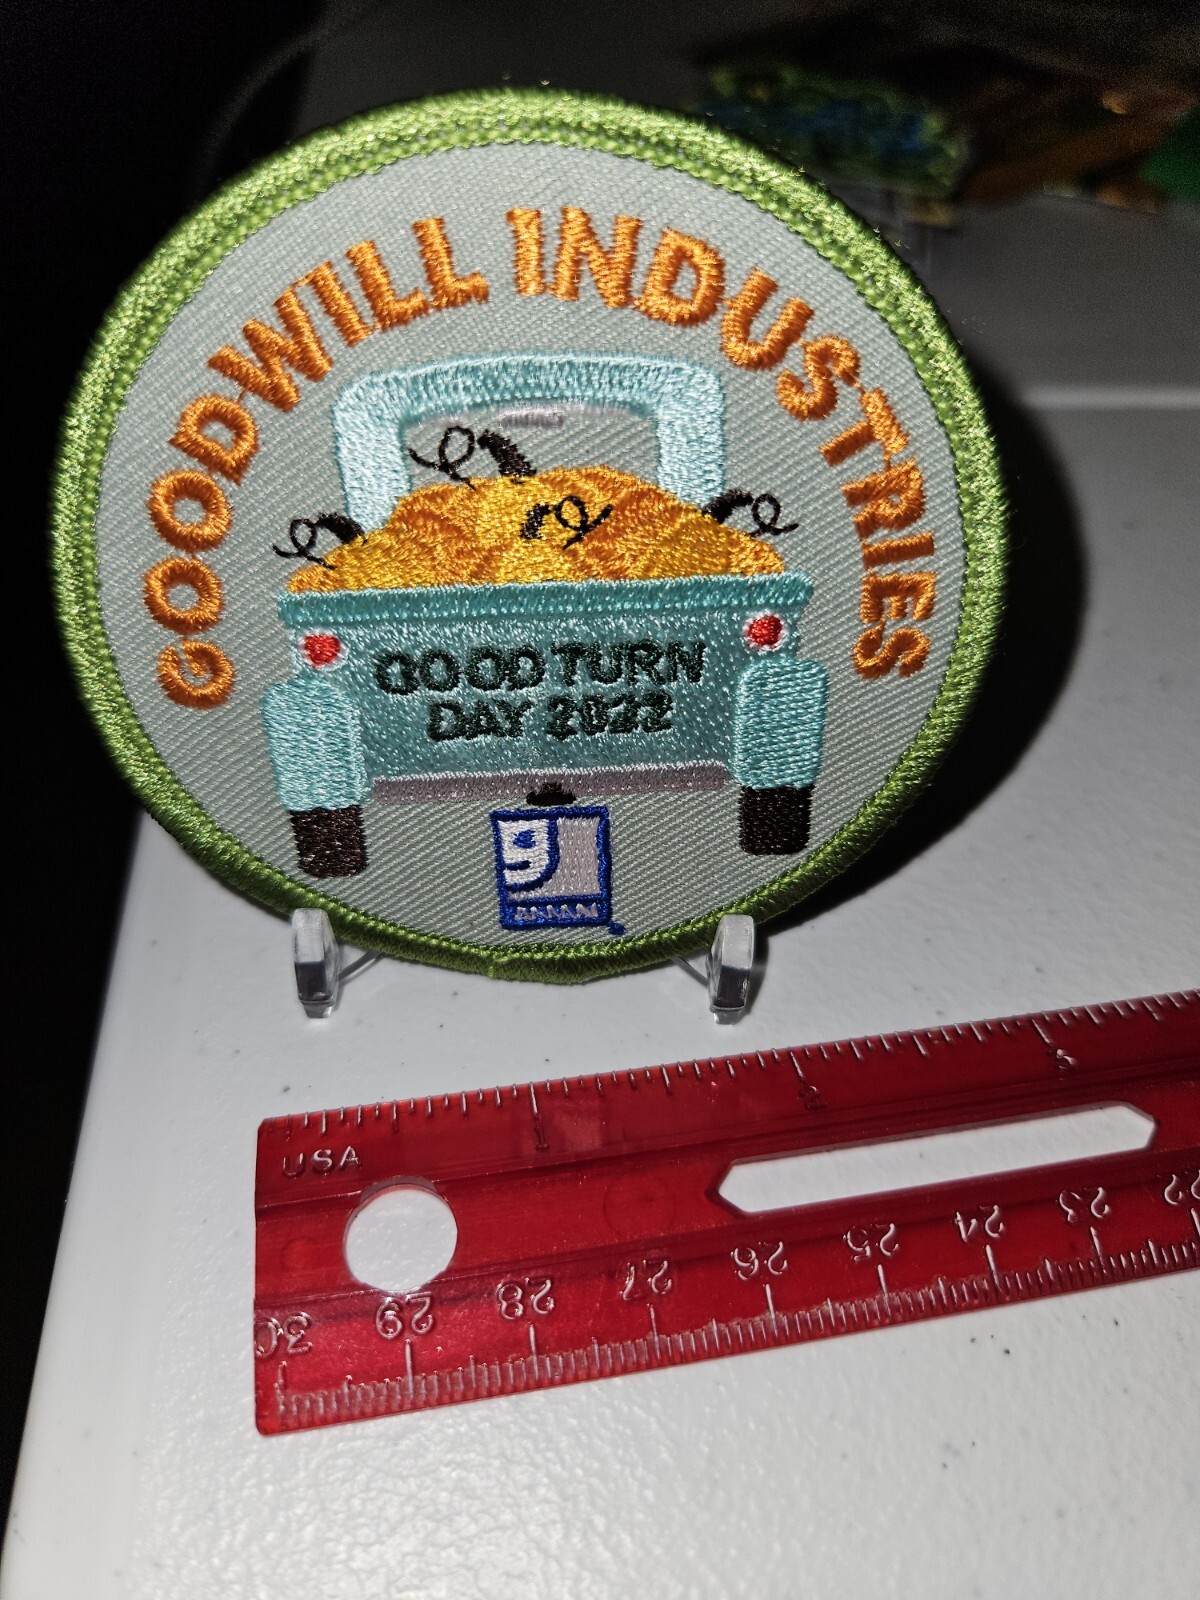 GOODWILL INDUSTRIES
GOOD TURN
DAY 2022
g
USA
1 2 3
30 29 28 27 26 25 24 23 22